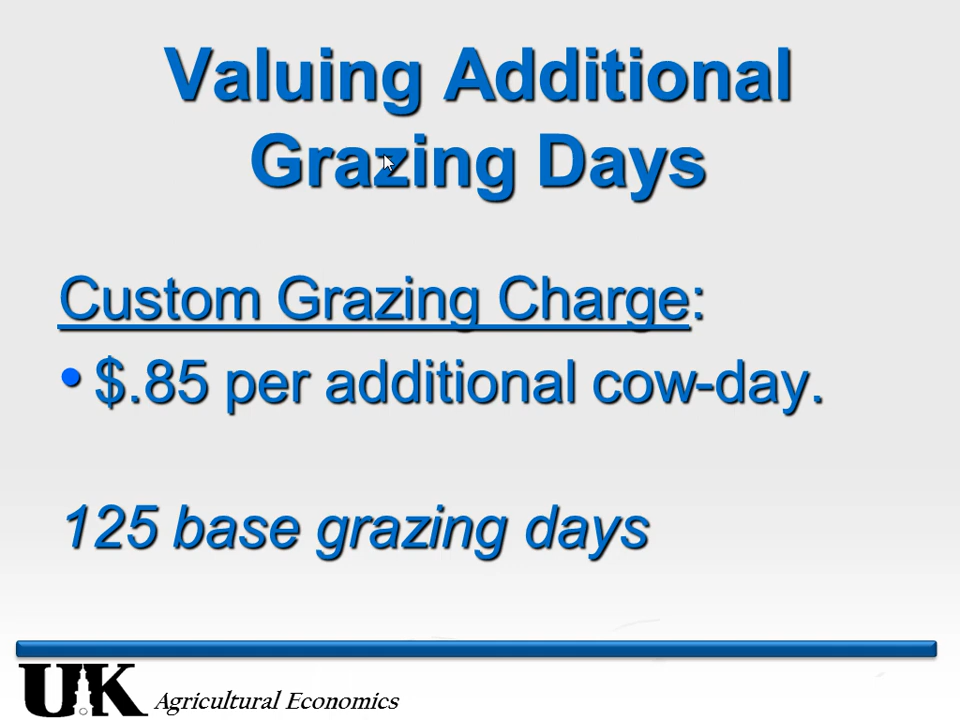 Valuing Additional
Grazing Days
Custom Grazing Charge:
• $.85 per additional cow-day.
125 base grazing days
UK Agricultural Economics